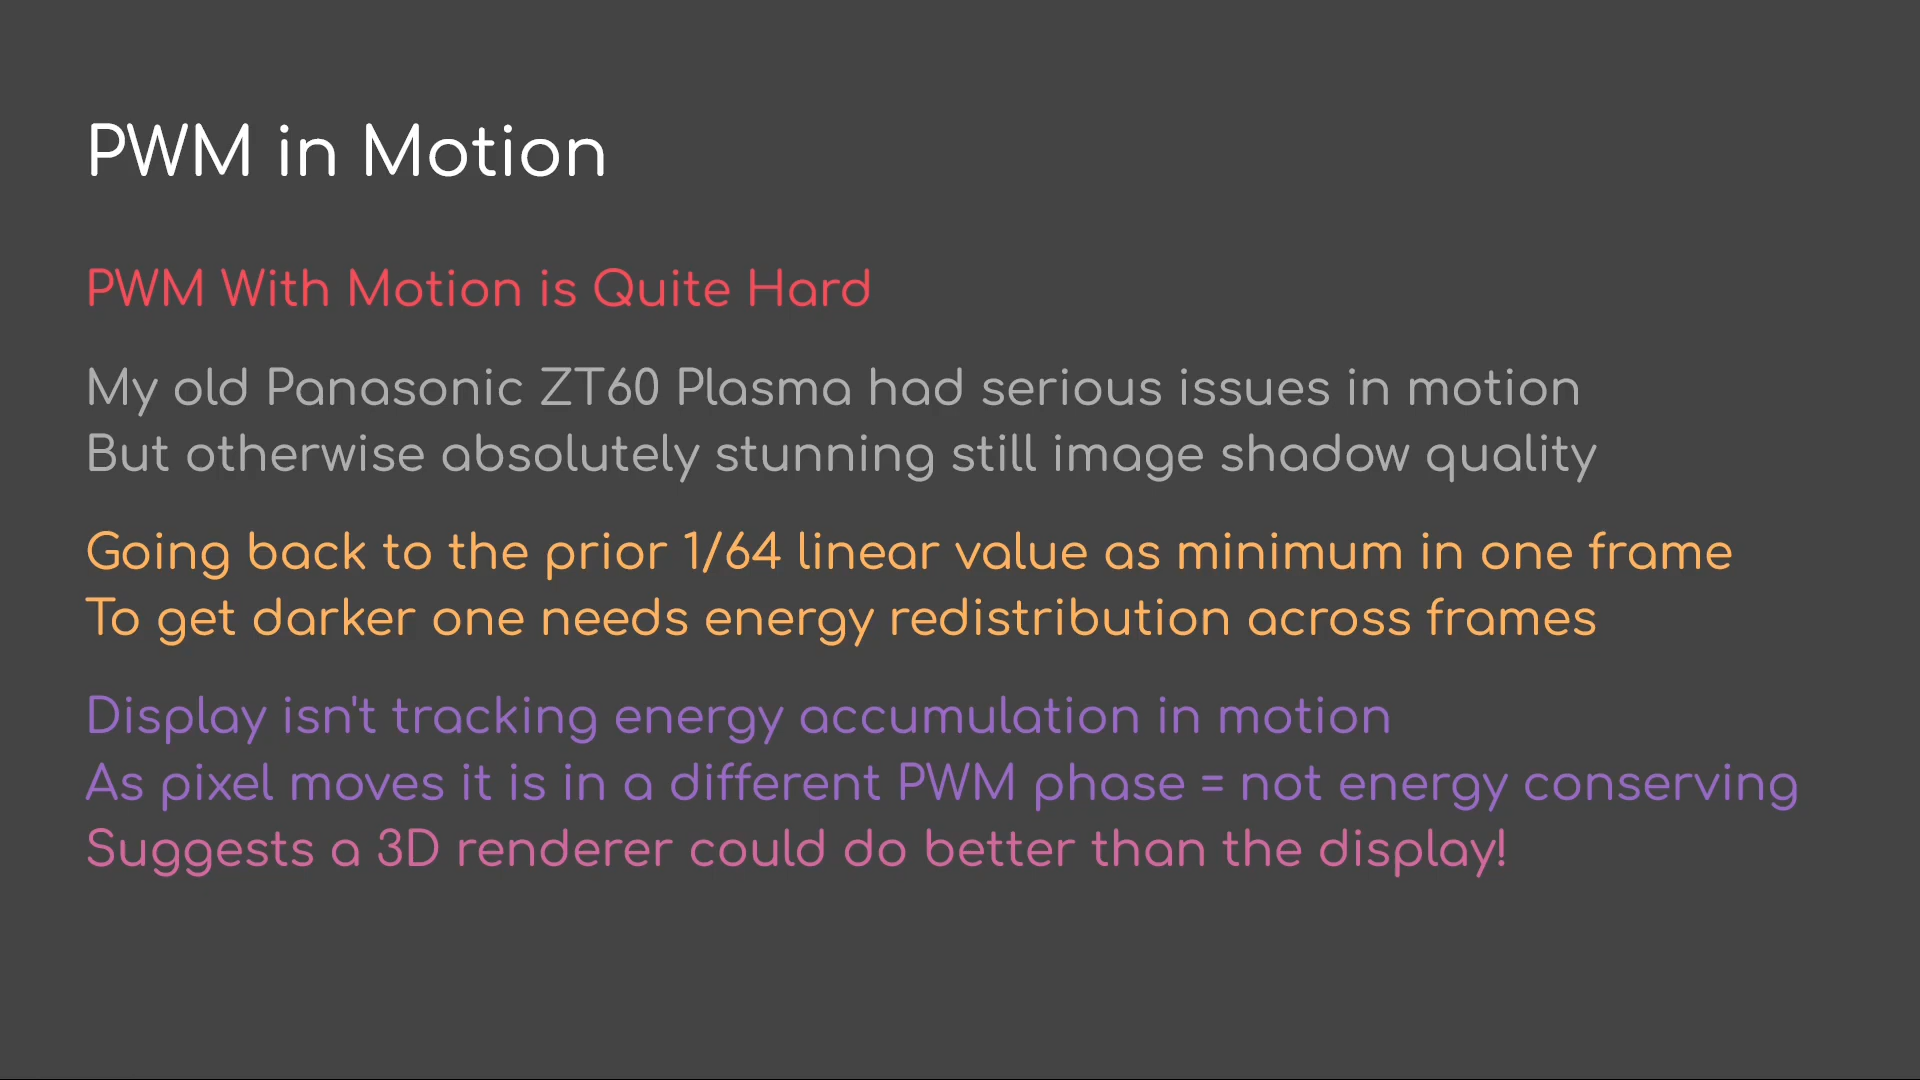 PWM in Motion
PWM With Motion is Quite Hard
My old Panasonic ZT60 Plasma had serious issues in motion
But otherwise absolutely stunning still image shadow quality
Going back to the prior 1/64 linear value as minimum in one frame
To get darker one needs energy redistribution across frames
Display isn't tracking energy accumulation in motion
As pixel moves it is in a different PWM phase = not energy conserving
Suggests a 3D renderer could do better than the display!